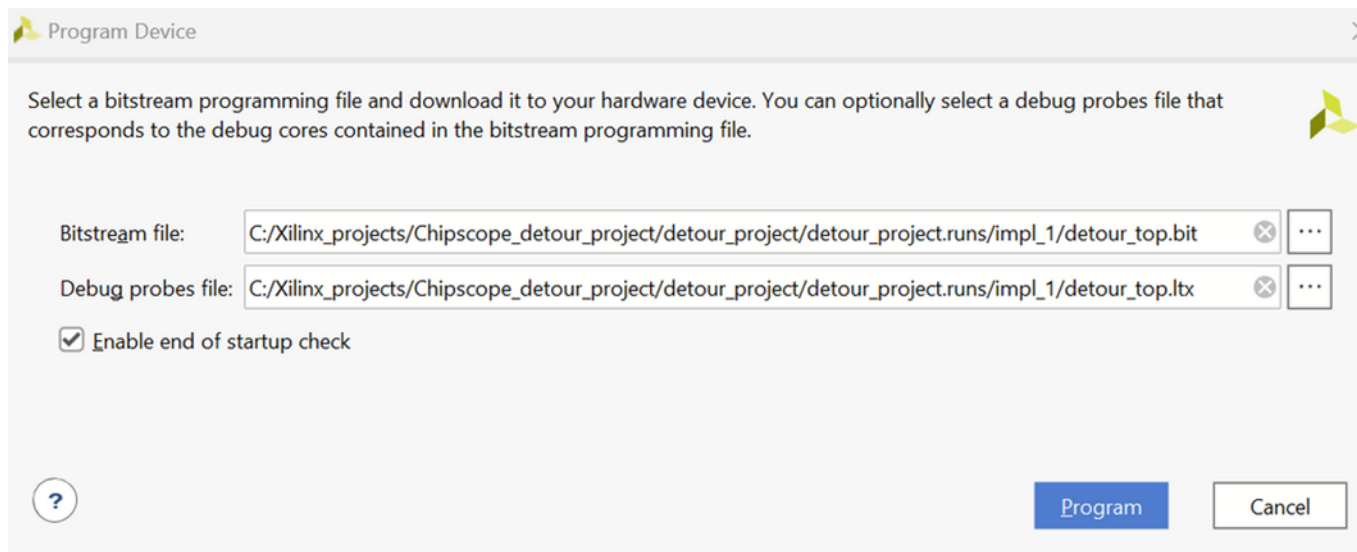 Program Device
Select a bitstream programming file and download it to your hardware device. You can optionally select a debug probes file that
corresponds to the debug cores contained in the bitstream programming file.
Bitstream file: C:/Xilinx_projects/Chipscope_detour_project/detour_project/detour_project.runs/impl_1/detour_top.bit ...
Debug probes file: C:/Xilinx_projects/Chipscope_detour_project/detour_project/detour_project.runs/impl_1/detour_top.ltx ...
Enable end of startup check
? Program Cancel